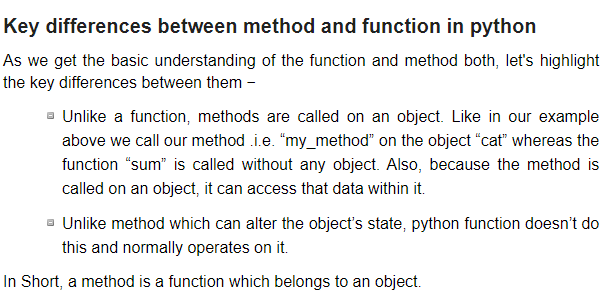 Key differences between method and function in python
As we get the basic understanding of the function and method both, let's highlight
the key differences between them −
Unlike a function, methods are called on an object. Like in our example
above we call our method .i.e. “my_method” on the object “cat” whereas the
function “sum” is called without any object. Also, because the method is
called on an object, it can access that data within it.
Unlike method which can alter the object’s state, python function doesn’t do
this and normally operates on it.
In Short, a method is a function which belongs to an object.